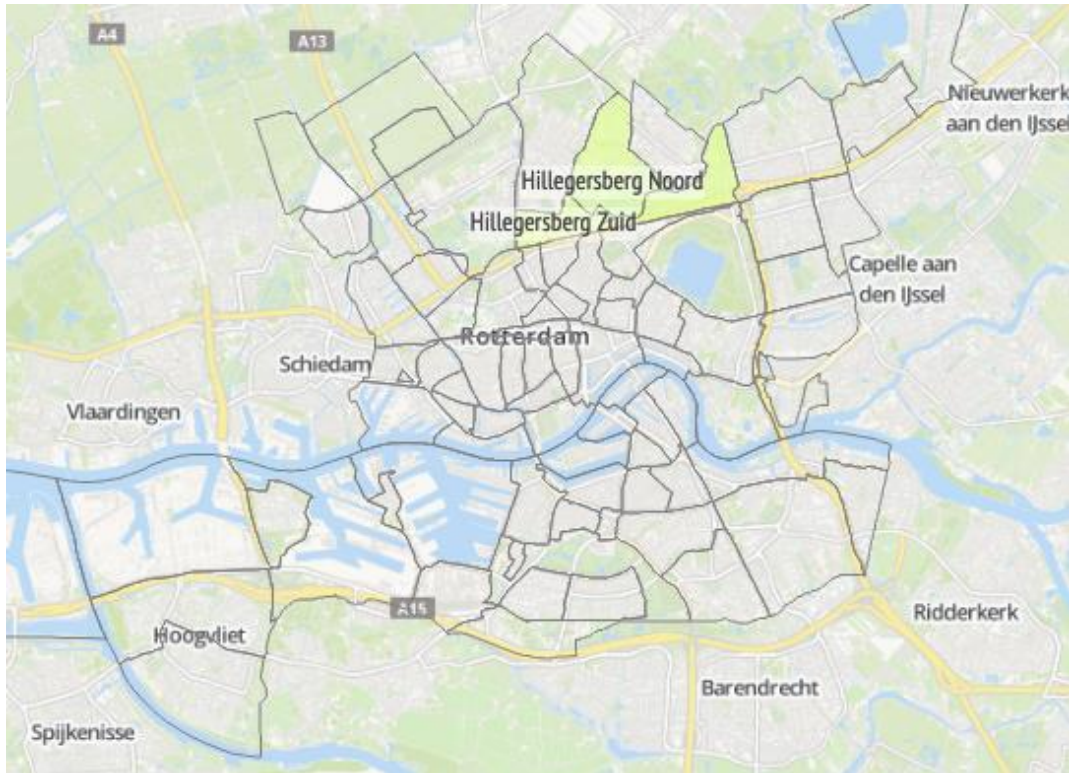 A4
A13
Nieuwerkerk
aan den IJssel
Hillegersberg Noord
Hillegersberg Zuid
Capelle aan
den IJssel
Rotterdam
Schiedam
Vlaardingen
A15
Hoogvliet
Ridderkerk
Barendrecht
Spijkenisse